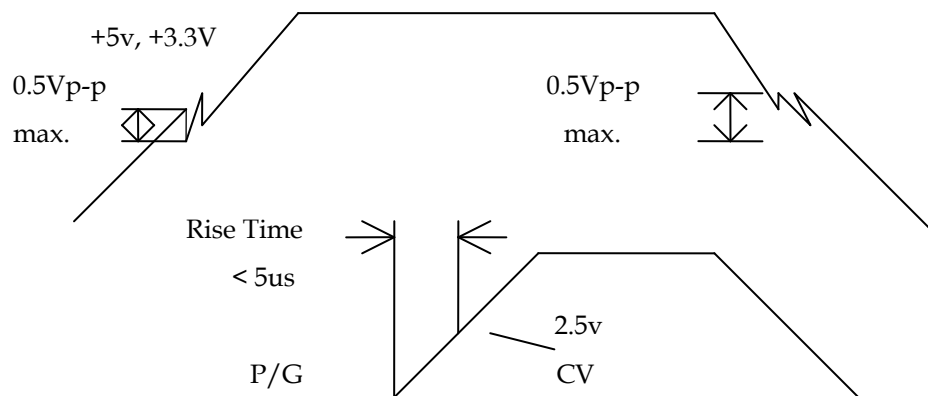 +5v, +3.3V
0.5Vp-p
max.
0.5Vp-p
max.
Rise Time
< 5us
2.5v
P/G
CV